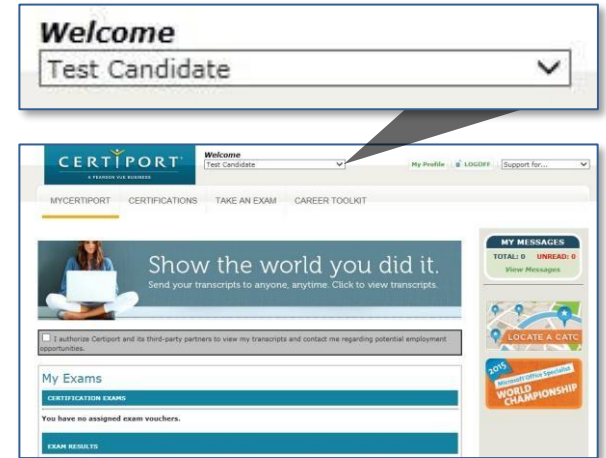 Welcome
Test Candidate
CERTIPORT
A PEARSON VUE BUSINESS
Welcome
Test Candidate
My Profile
LOGOFF
Support for...
MYCERTIPORT
CERTIFICATIONS
TAKE AN EXAM
CAREER TOOLKIT
Show the world you did it.
Send your transcripts to anyone, anytime. Click to view transcripts.
MY MESSAGES
TOTAL: 0 UNREAD: 0
View Messages
I authorize Certiport and its third-party partners to view my transcripts and contact me regarding potential employment
opportunities.
LOCATE A CATC
My Exams
CERTIFICATION EXAMS
You have no assigned exam vouchers.
EXAM RESULTS
2015
Microsoft Office Specialist
WORLD
CHAMPIONSHIP